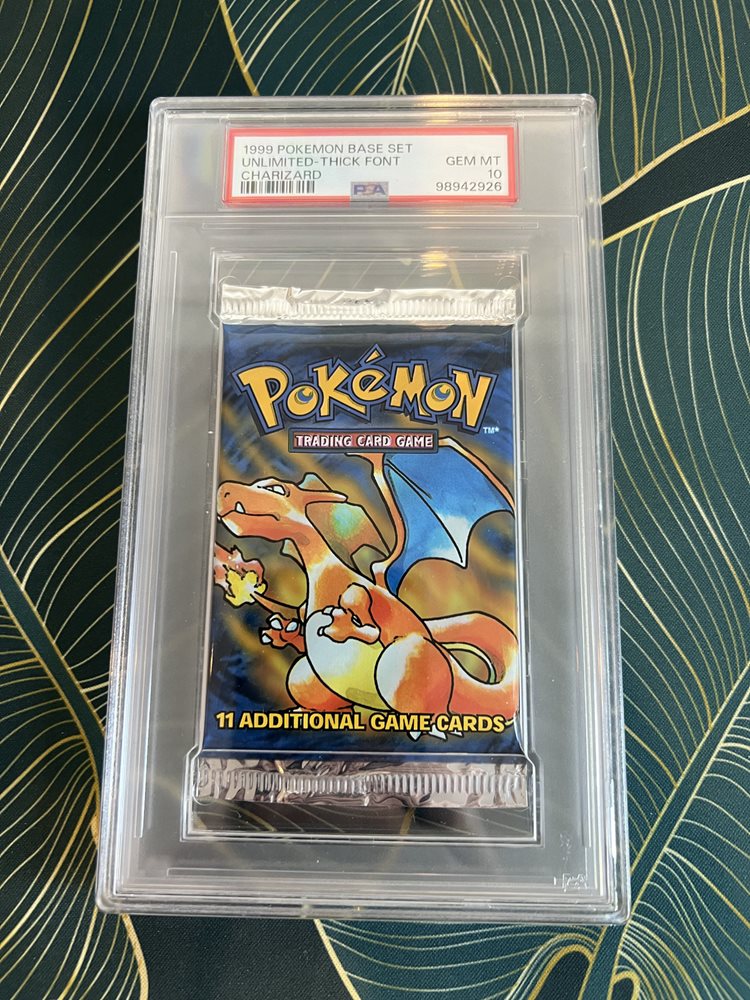 1999 POKEMON BASE SET
UNLIMITED-THICK FONT GEM MT
CHARIZARD 10
PSA 98942926
POKéMON
TM*
TRADING CARD GAME
11 ADDITIONAL GAME CARDS